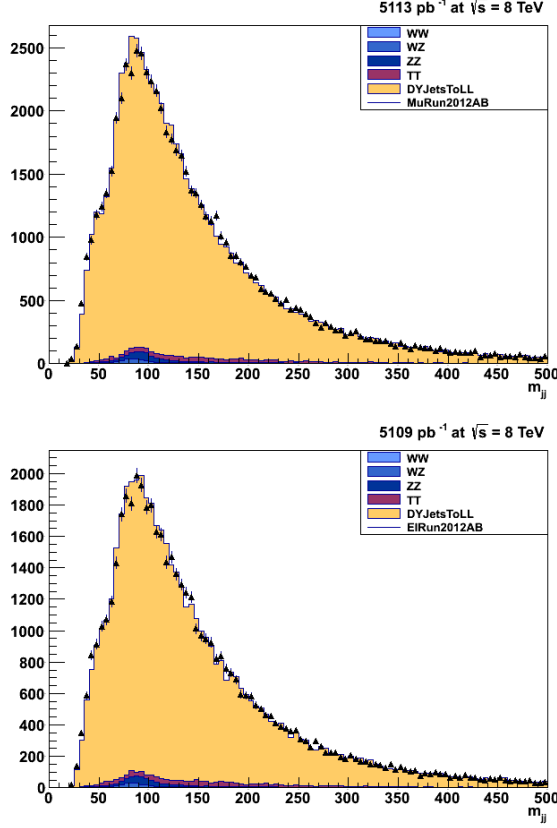 5113 pb⁻¹ at √s = 8 TeV
2500
2000
1500
1000
500
0
WW
WZ
ZZ
TT
DYJetsToLL
MuRun2012AB
0 50 100 150 200 250 300 350 400 450 500
m_jj
5109 pb⁻¹ at √s = 8 TeV
2000
1800
1600
1400
1200
1000
800
600
400
200
0
WW
WZ
ZZ
TT
DYJetsToLL
ElRun2012AB
0 50 100 150 200 250 300 350 400 450 500
m_jj